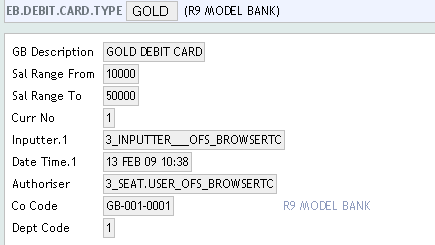 EB.DEBIT.CARD.TYPE GOLD (R9 MODEL BANK)
GB Description GOLD DEBIT CARD
Sal Range From 10000
Sal Range To 50000
Curr No 1
Inputter.1 3_INPUTTER___OFS_BROWSERTC
Date Time.1 13 FEB 09 10:38
Authoriser 3_SEAT.USER_OFS_BROWSERTC
Co Code GB-001-0001 R9 MODEL BANK
Dept Code 1